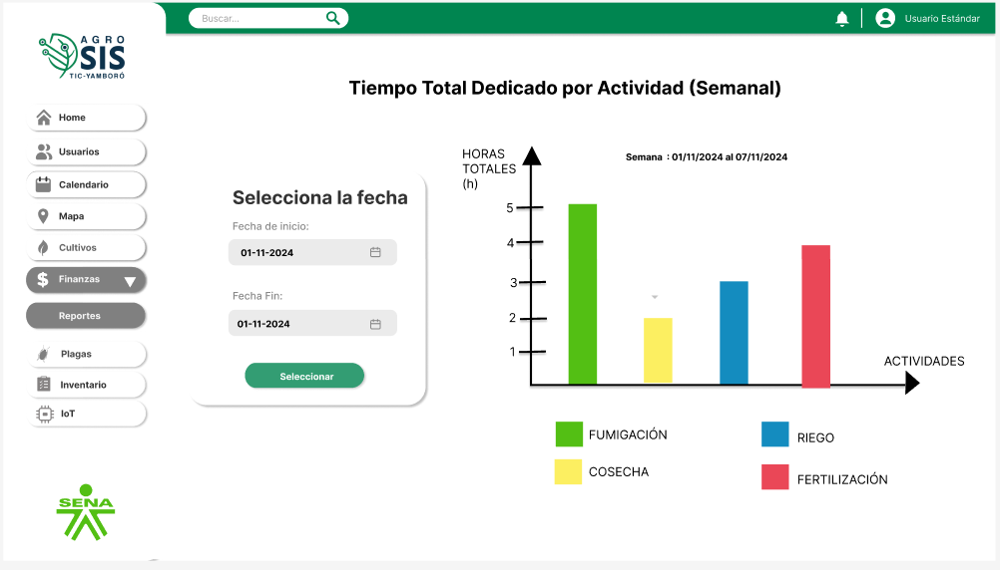 Buscar...
Usuario Estándar
AGRO
SIS
TIC-YAMBORÓ
Home
Usuarios
Calendario
Mapa
Cultivos
$ Finanzas
Reportes
Plagas
Inventario
IoT
SENA
Tiempo Total Dedicado por Actividad (Semanal)
Selecciona la fecha
Fecha de inicio:
01-11-2024
Fecha Fin:
01-11-2024
Seleccionar
HORAS
TOTALES
(h)
Semana : 01/11/2024 al 07/11/2024
5
4
3
2
1
ACTIVIDADES
FUMIGACIÓN
RIEGO
COSECHA
FERTILIZACIÓN